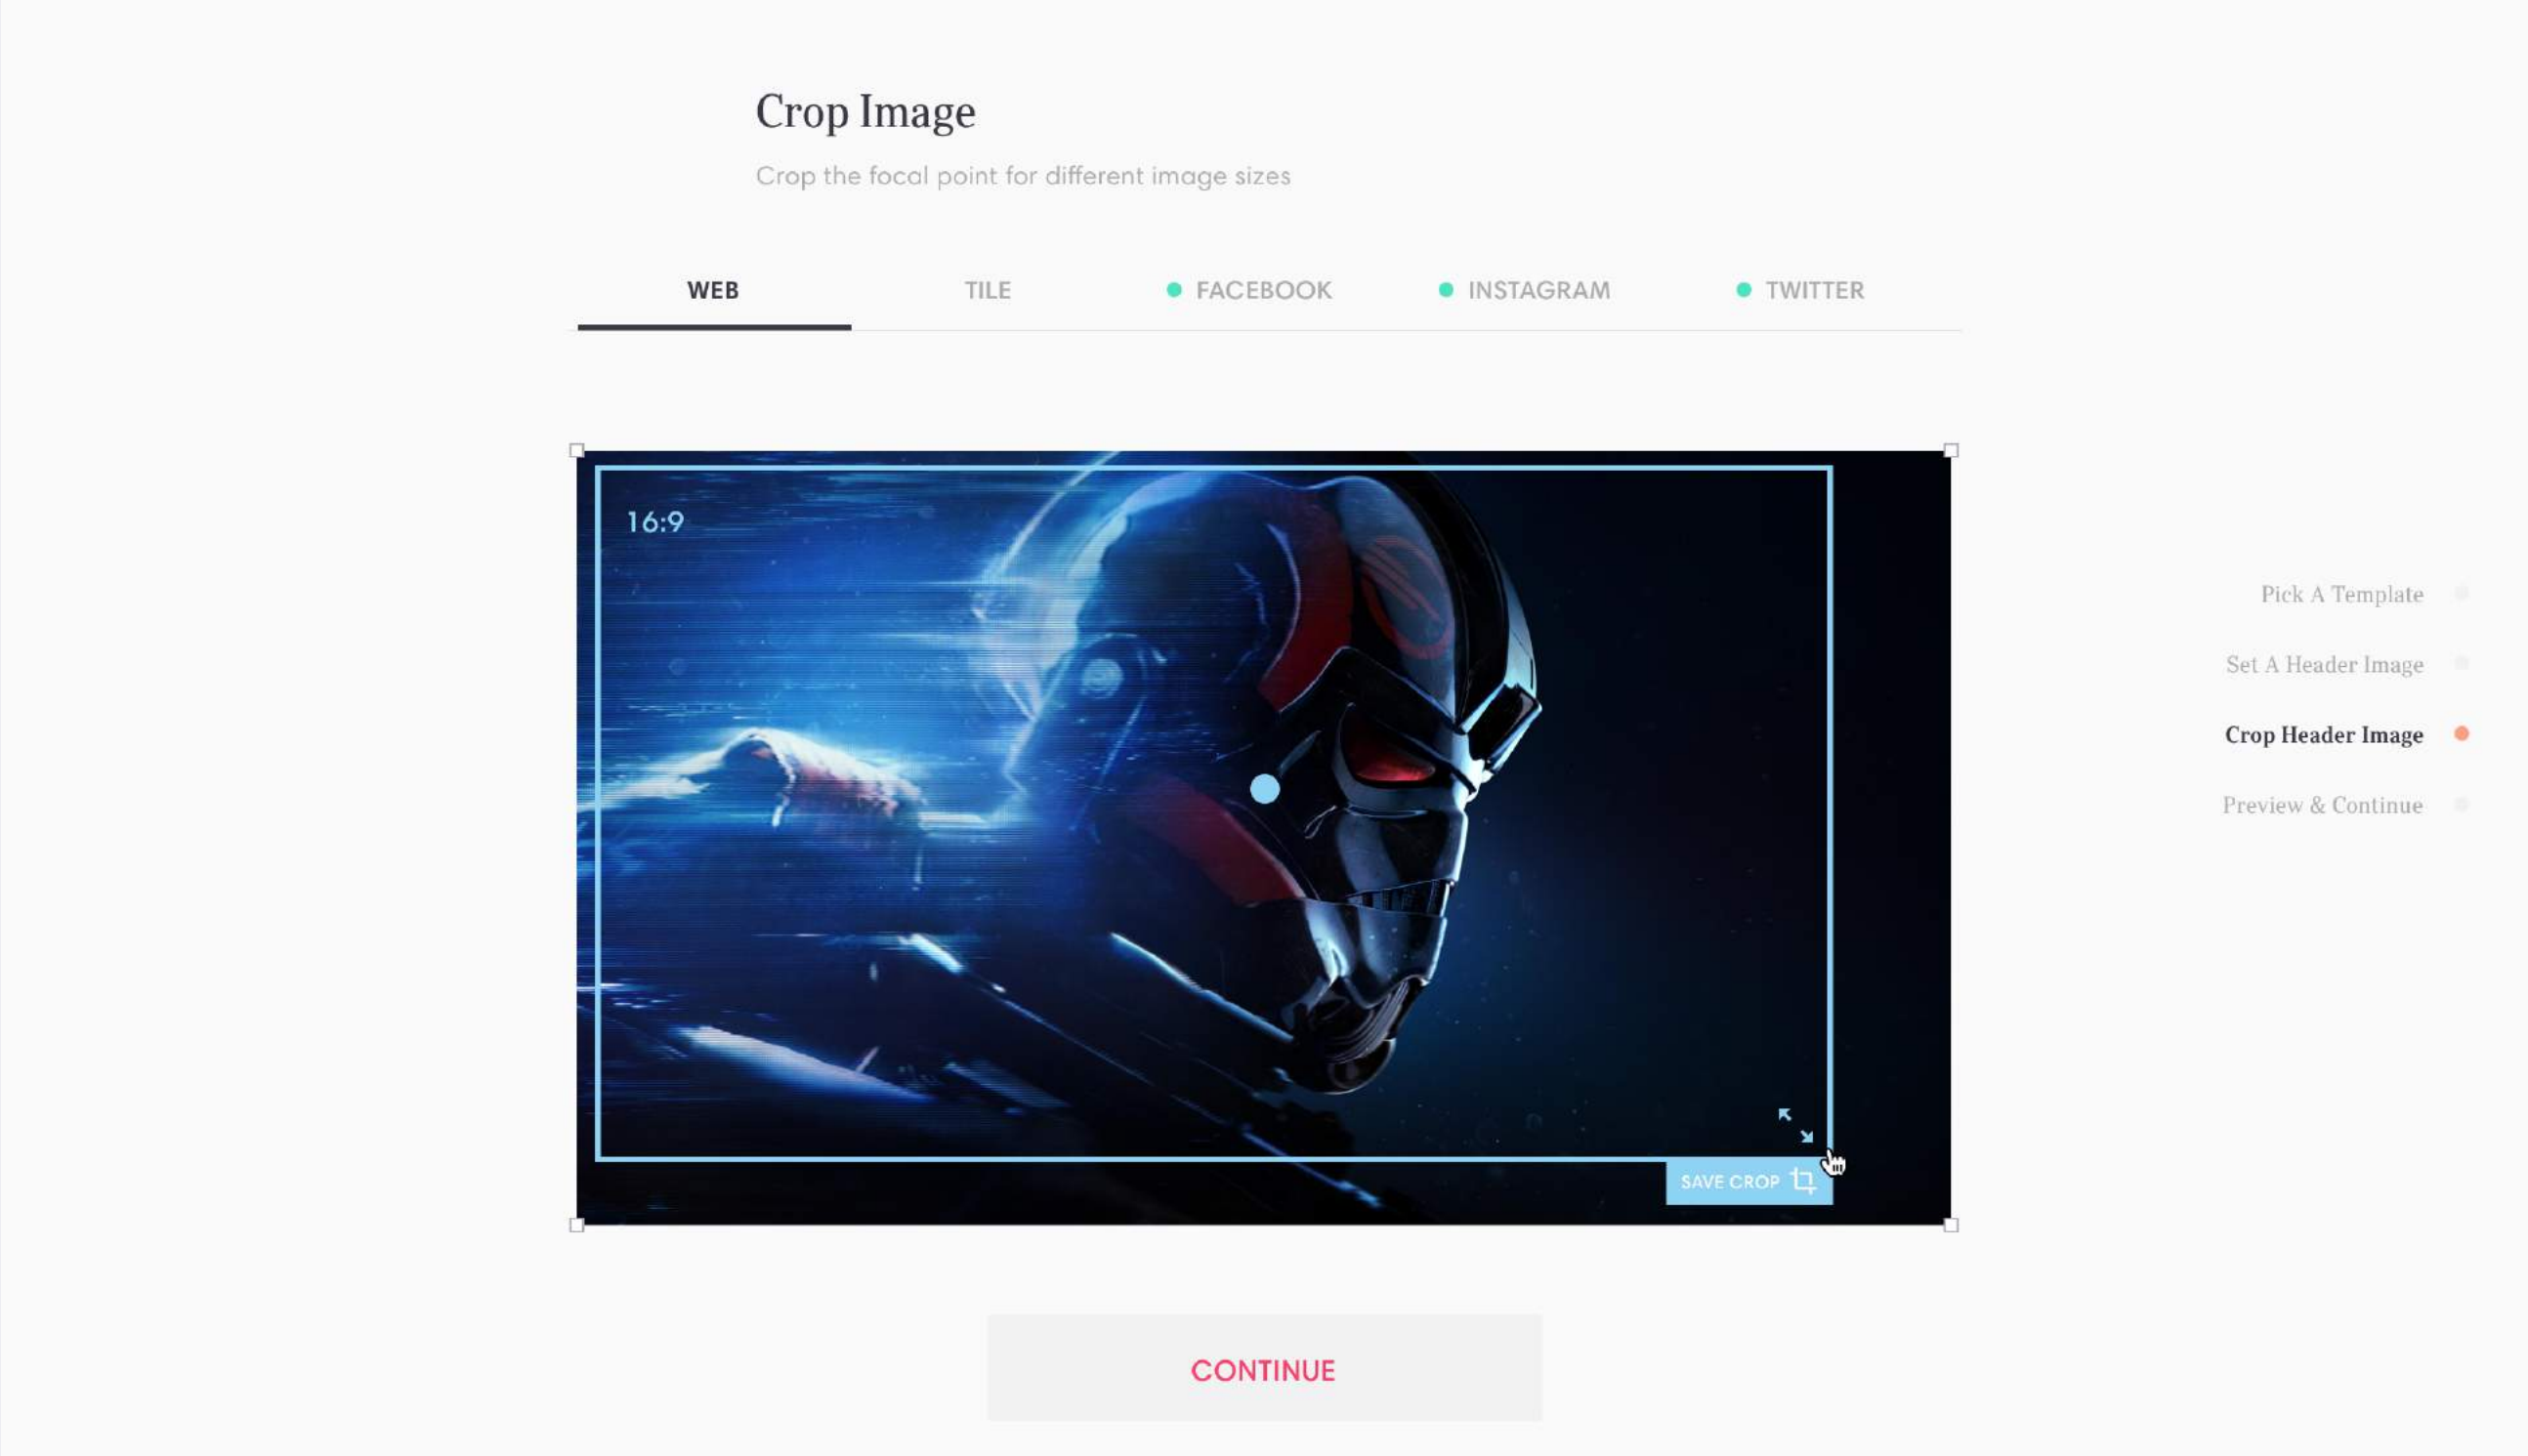 Crop Image
Crop the focal point for different image sizes
WEB
TILE
FACEBOOK
INSTAGRAM
TWITTER
16:9
Pick A Template
Set A Header Image
Crop Header Image
Preview & Continue
SAVE CROP
CONTINUE